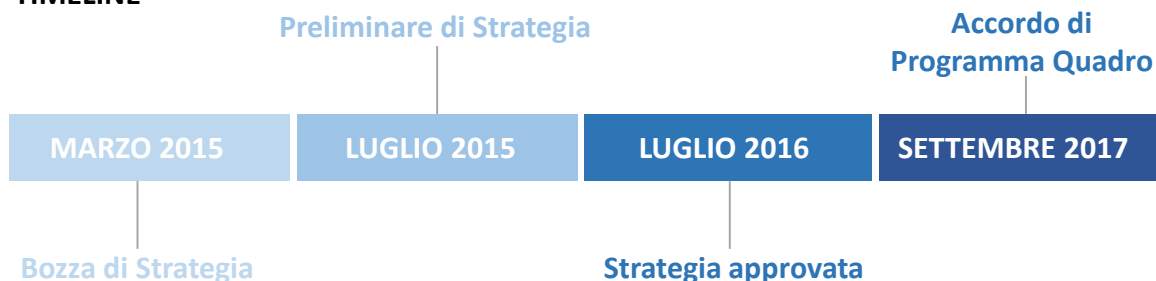 TIMELINE
Preliminare di Strategia
Accordo di
Programma Quadro
MARZO 2015
LUGLIO 2015
LUGLIO 2016
SETTEMBRE 2017
Bozza di Strategia
Strategia approvata